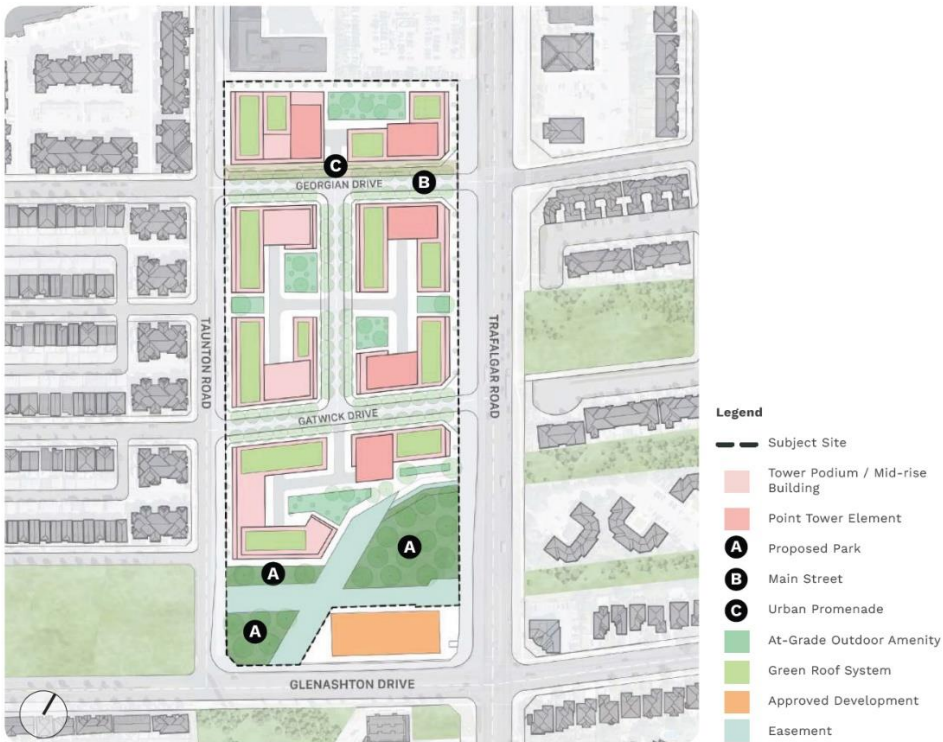 C
GEORGIAN DRIVE
B
TAUNTON ROAD
TRAFALGAR ROAD
GATWICK DRIVE
A
A
A
GLENASHTON DRIVE
Legend
Subject Site
Tower Podium / Mid-rise
Building
Point Tower Element
A Proposed Park
B Main Street
C Urban Promenade
At-Grade Outdoor Amenity
Green Roof System
Approved Development
Easement